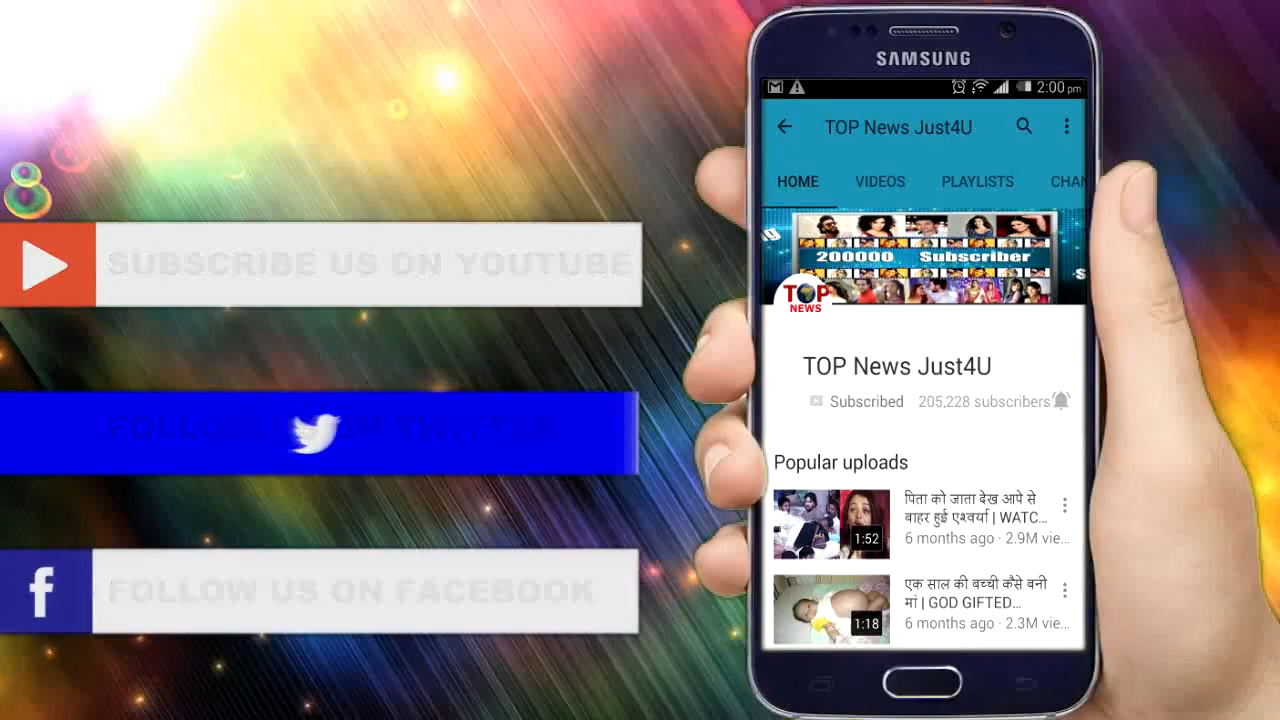 SUBSCRIBE US ON YOUTUBE
FOLLOW US ON FACEBOOK
SAMSUNG
2:00 pm
TOP News Just4U
HOME VIDEOS PLAYLISTS CHAN
200000 Subscriber
TOP
NEWS
TOP News Just4U
Subscribed 205,228 subscribers
Popular uploads
पिता को जाता देख आपे से
बाहर हुई एश्वर्या | WATC...
1:52
6 months ago · 2.9M vie...
एक साल की बच्ची कैसे बनी
मां | GOD GIFTED...
1:18
6 months ago · 2.3M vie...